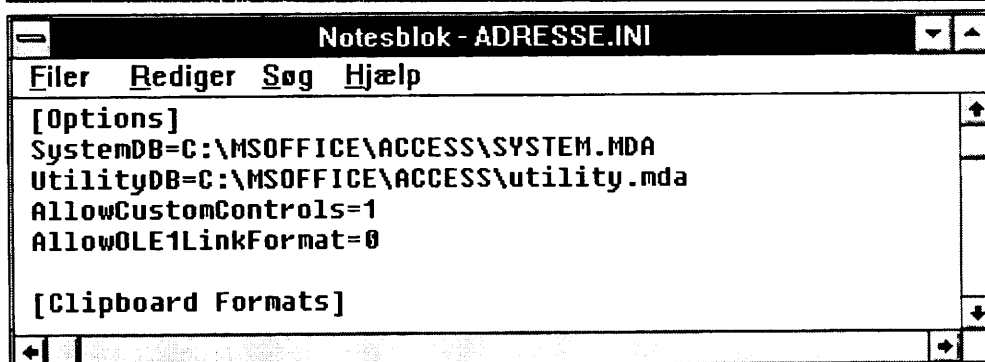 Notesblok - ADRESSE.INI
Filer Rediger Søg Hjælp
[Options]
SystemDB=C:\MSOFFICE\ACCESS\SYSTEM.MDA
UtilityDB=C:\MSOFFICE\ACCESS\utility.mda
AllowCustomControls=1
AllowOLE1LinkFormat=0
[Clipboard Formats]